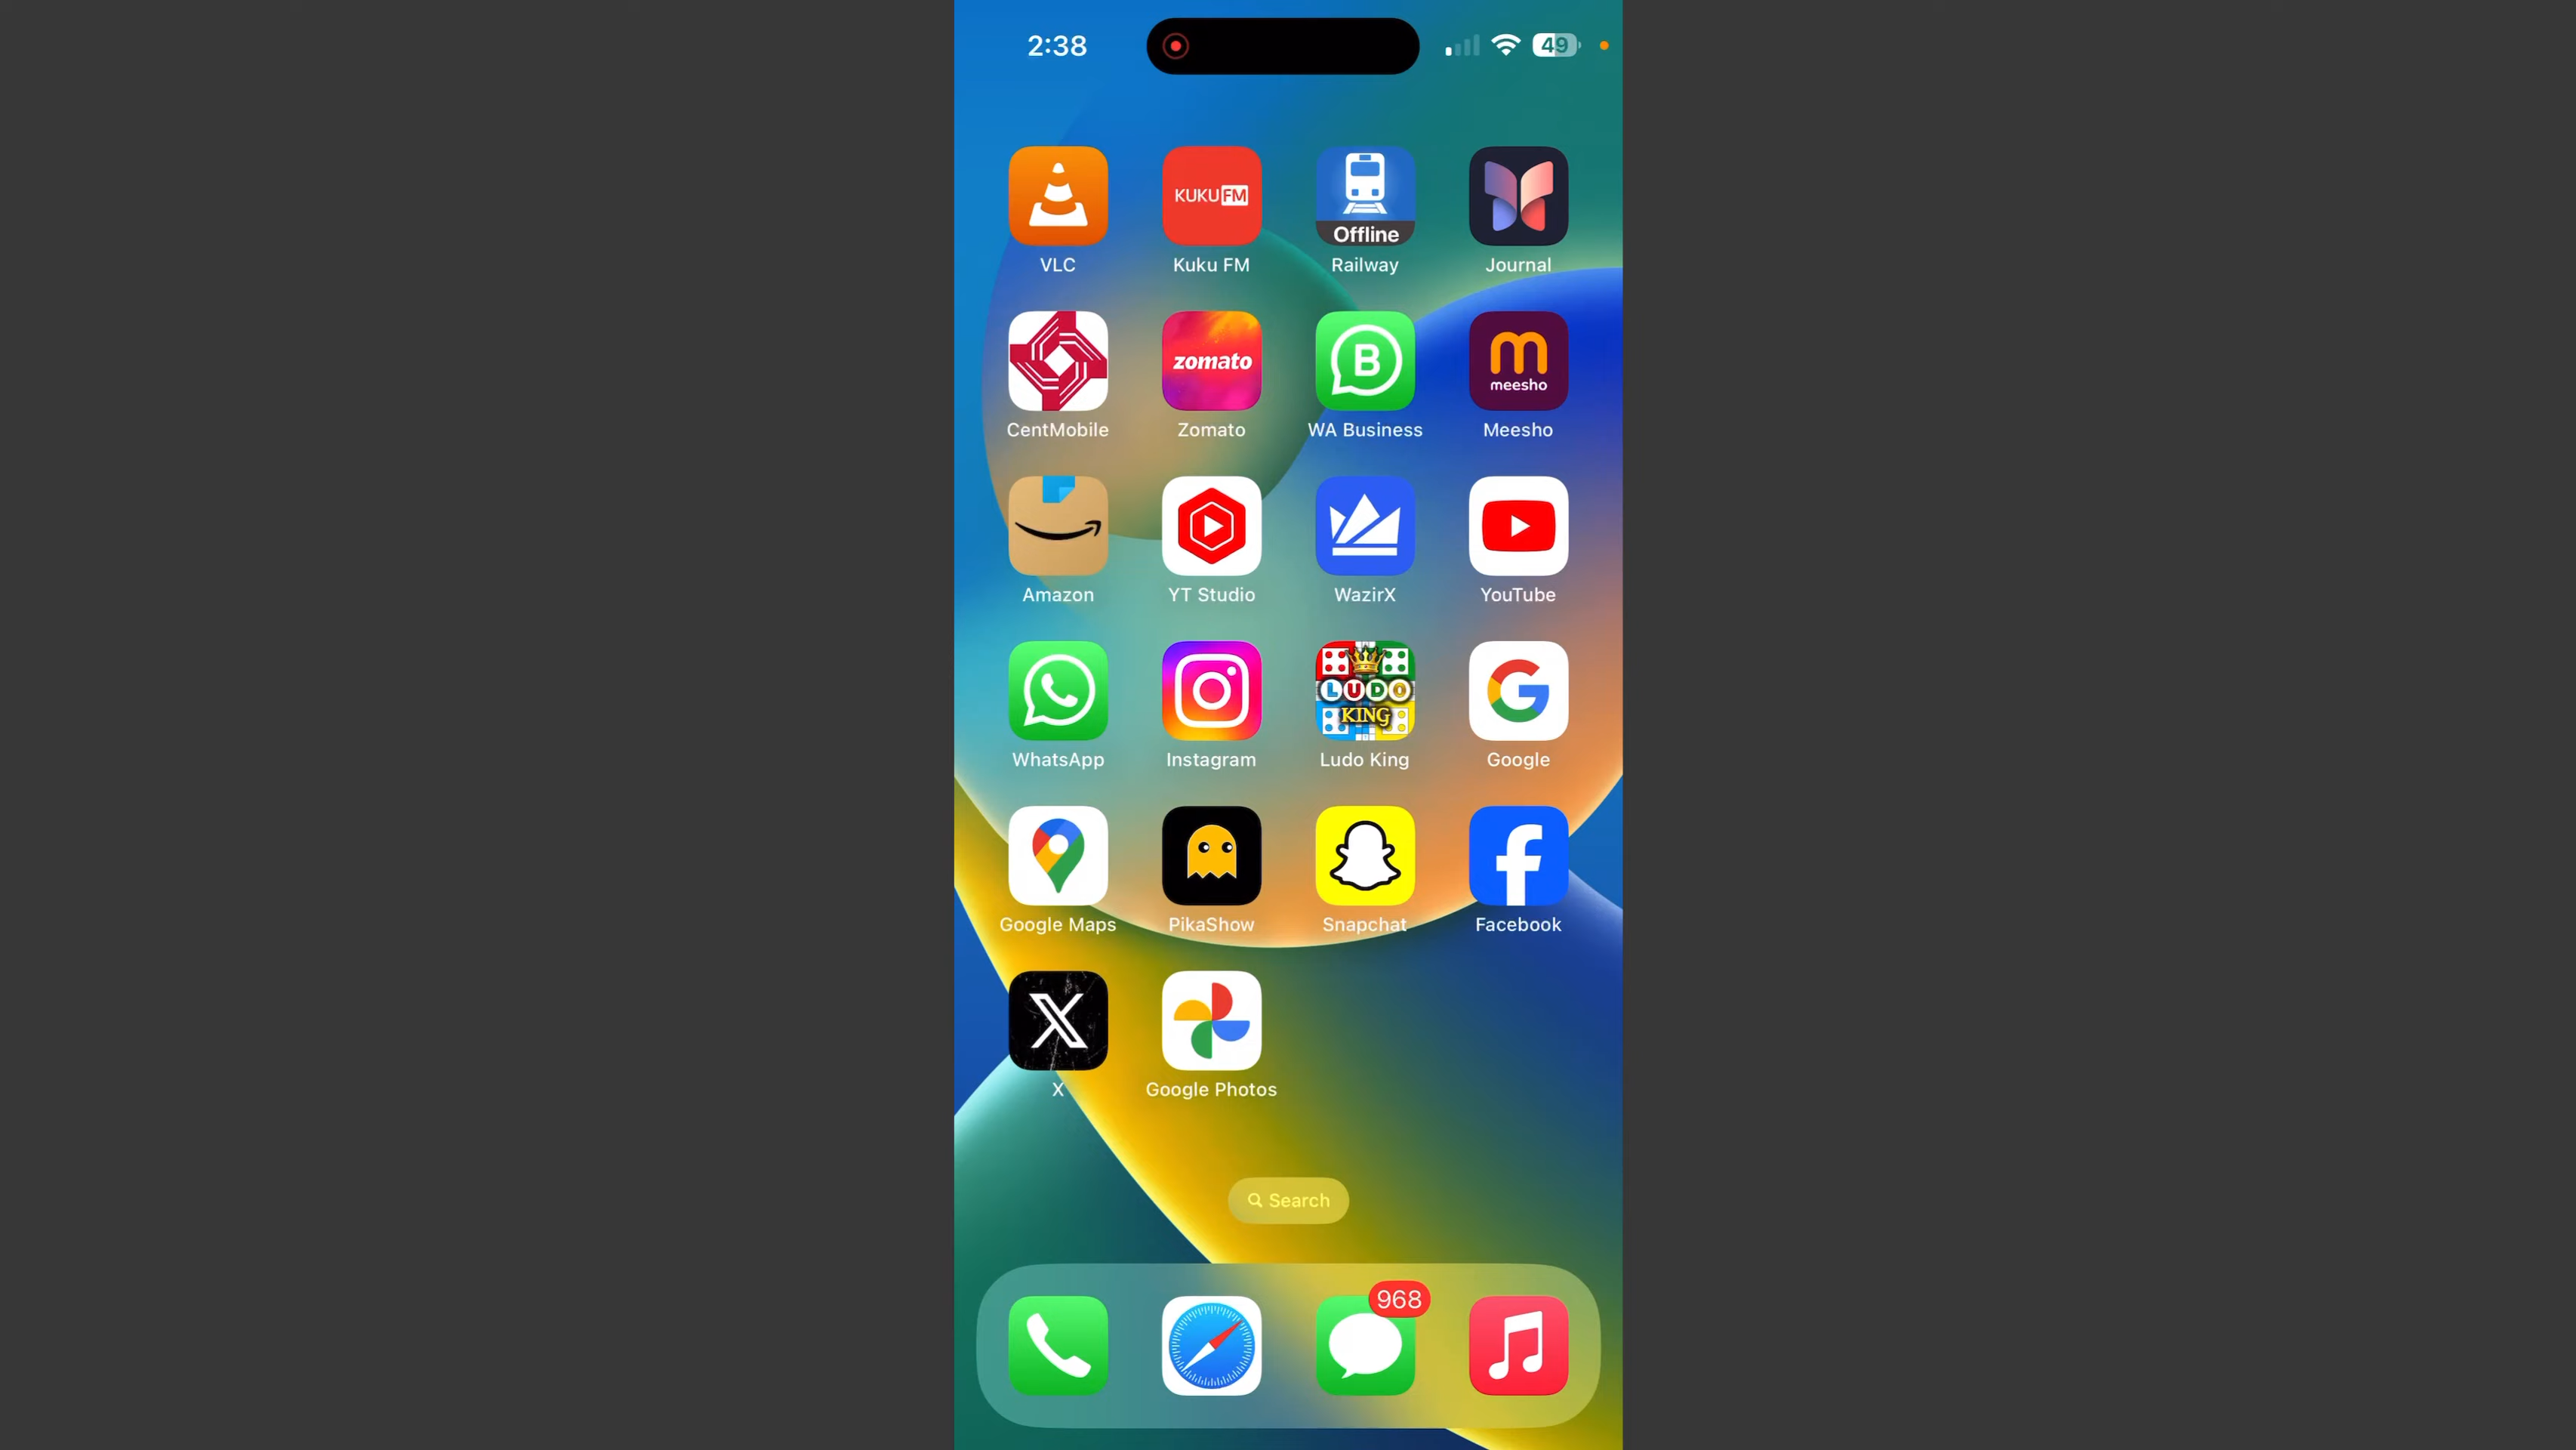 2:38
49
KUKU FM
Offline
VLC
Kuku FM
Railway
Journal
zomato
B
m
meesho
CentMobile
Zomato
WA Business
Meesho
Amazon
YT Studio
WazirX
YouTube
LUDO
KING
WhatsApp
Instagram
Ludo King
Google
Google Maps
PikaShow
Snapchat
Facebook
X
Google Photos
Search
968